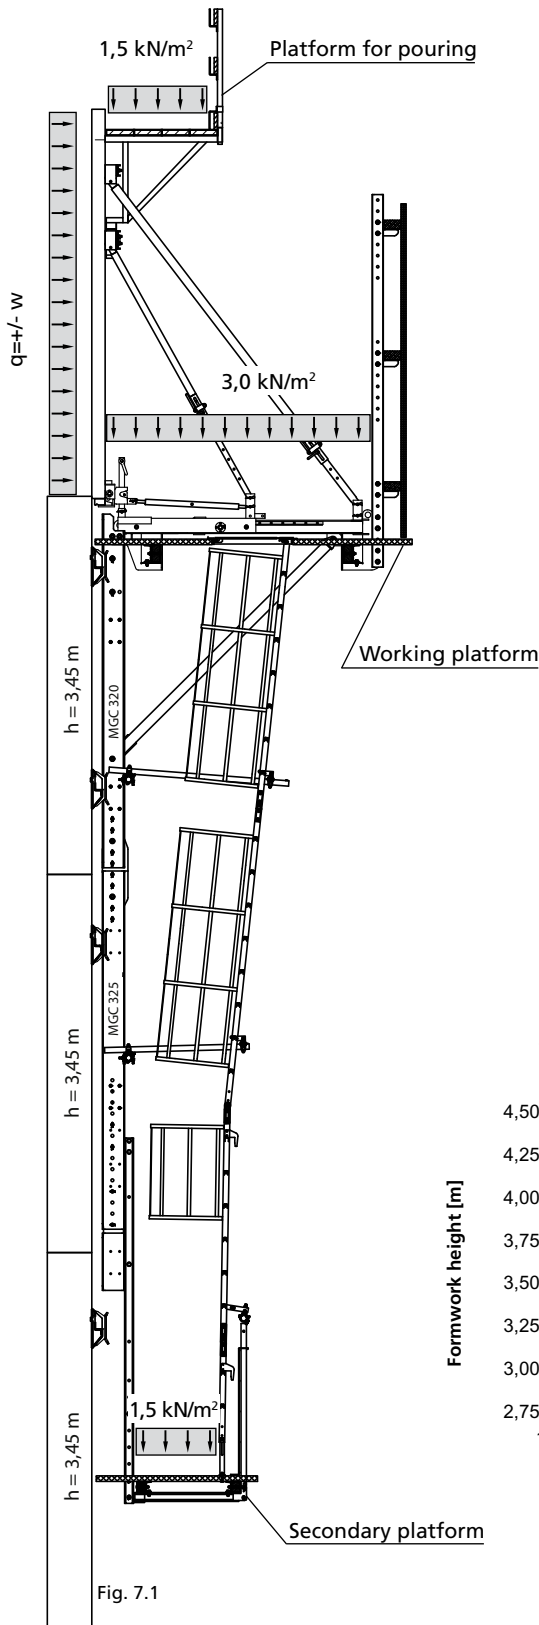 1,5 kN/m²
Platform for pouring
q=+/- w
3,0 kN/m²
Working platform
h = 3,45 m
MGC 320
MGC 325
h = 3,45 m
Formwork height [m]
4,50
4,25
4,00
3,75
3,50
3,25
3,00
2,75
h = 3,45 m
1,5 kN/m²
Secondary platform
Fig. 7.1